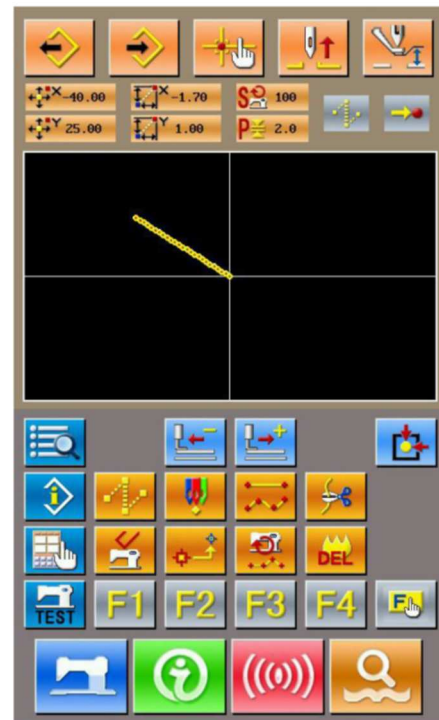 X -40.00 X -1.70 S 100
Y 25.00 Y 1.00 P 2.0
DEL
TEST F1 F2 F3 F4 F